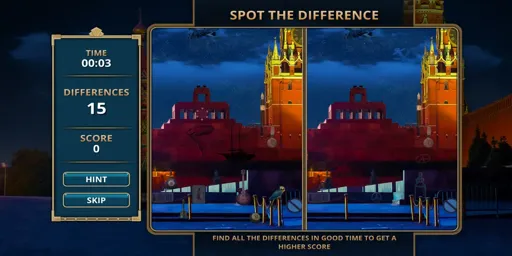 SPOT THE DIFFERENCE
TIME
00:03
DIFFERENCES
15
SCORE
0
HINT
SKIP
FIND ALL THE DIFFERENCES IN GOOD TIME TO GET A
HIGHER SCORE